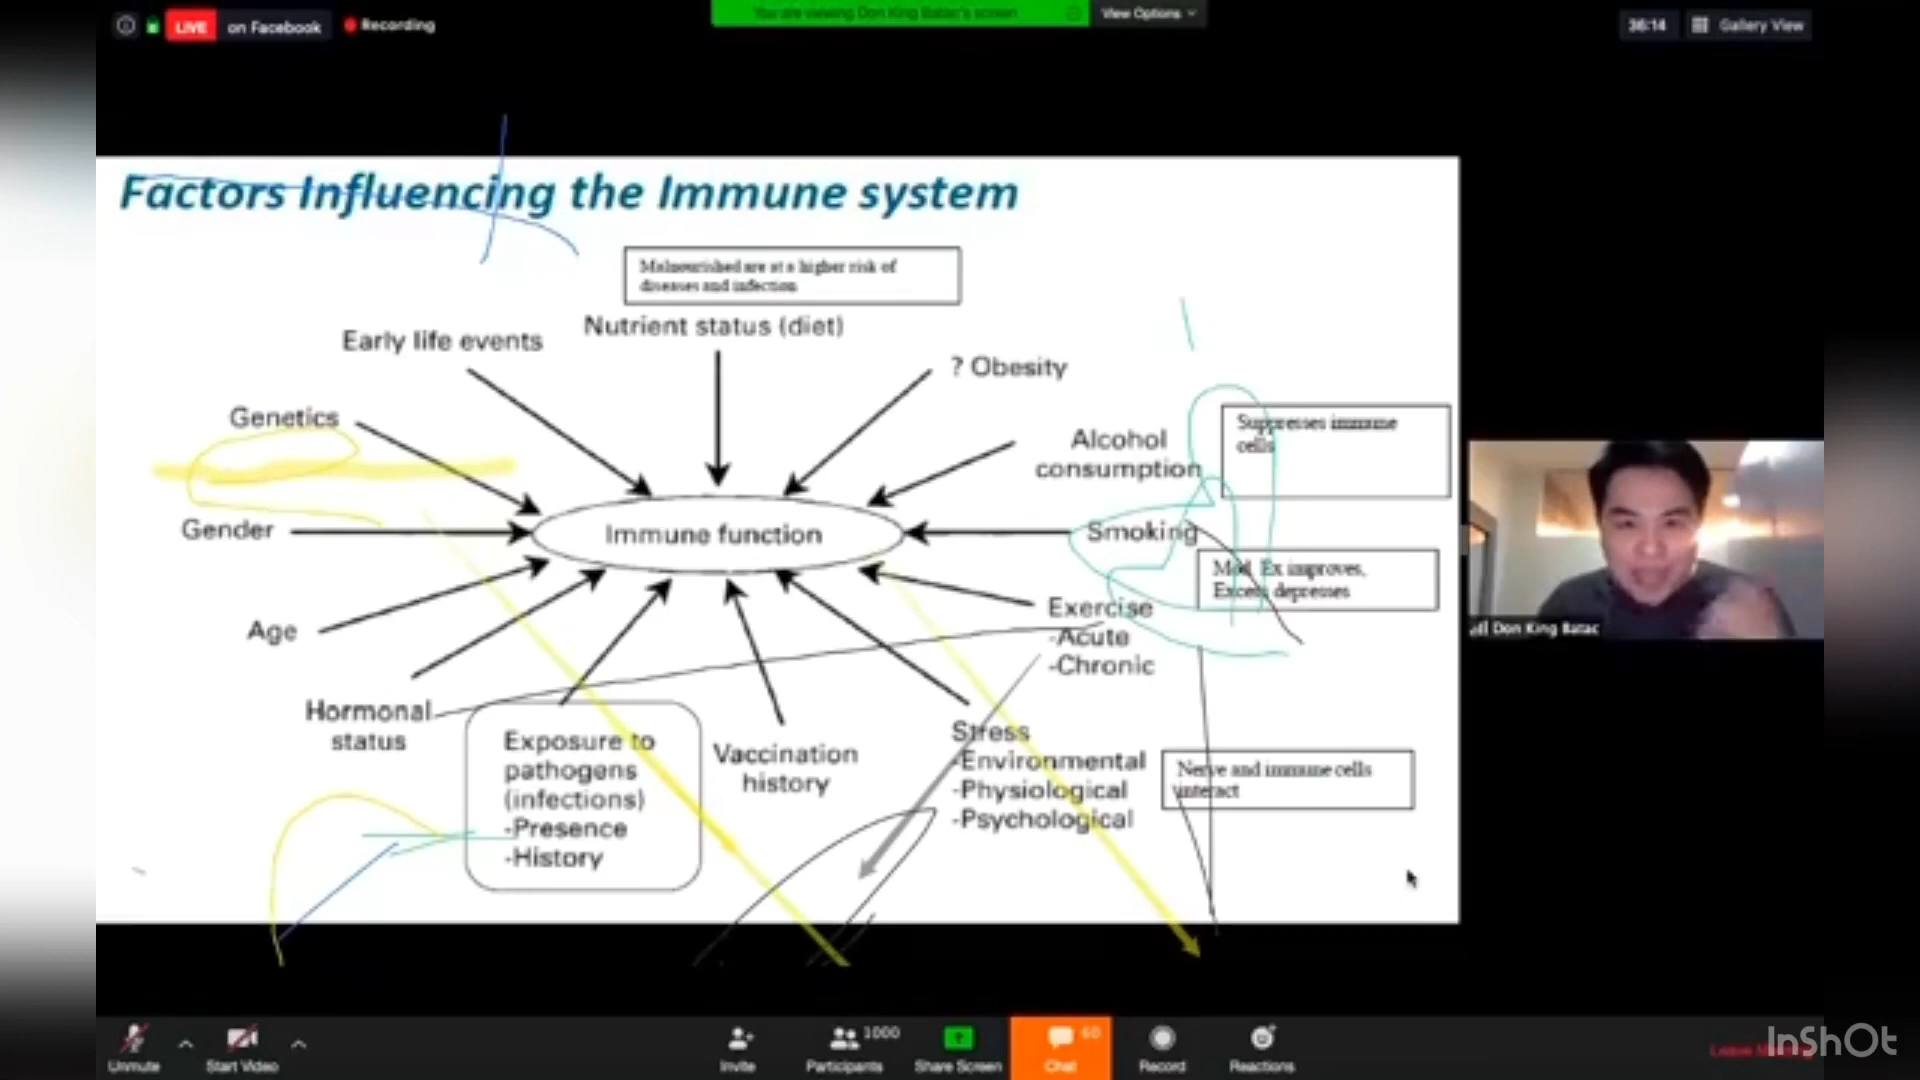 LIVE on Facebook Recording
You are viewing Don King Batac's screen
View Options
36:14
Gallery View
Factors Influencing the Immune system
Malnourished are at a higher risk of
diseases and infection
Nutrient status (diet)
Early life events
? Obesity
Genetics
Alcohol
consumption
Suppresses immune
cells
Gender
Immune function
Smoking
Mod. Ex improves,
Excess depresses
Exercise
-Acute
-Chronic
Age
Hormonal
status
Exposure to
pathogens
(infections)
-Presence
-History
Vaccination
history
Stress
-Environmental
-Physiological
-Psychological
Nerve and immune cells
interact
Don King Batac
Unmute
Start Video
Invite
1000
Participants
Share Screen
60
Chat
Record
Reactions
Leave
InShOt